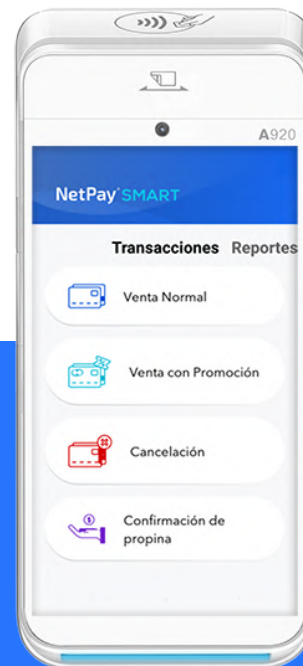 A920
NetPay SMART
Transacciones Reportes
Venta Normal
Venta con Promoción
Cancelación
Confirmación de
propina